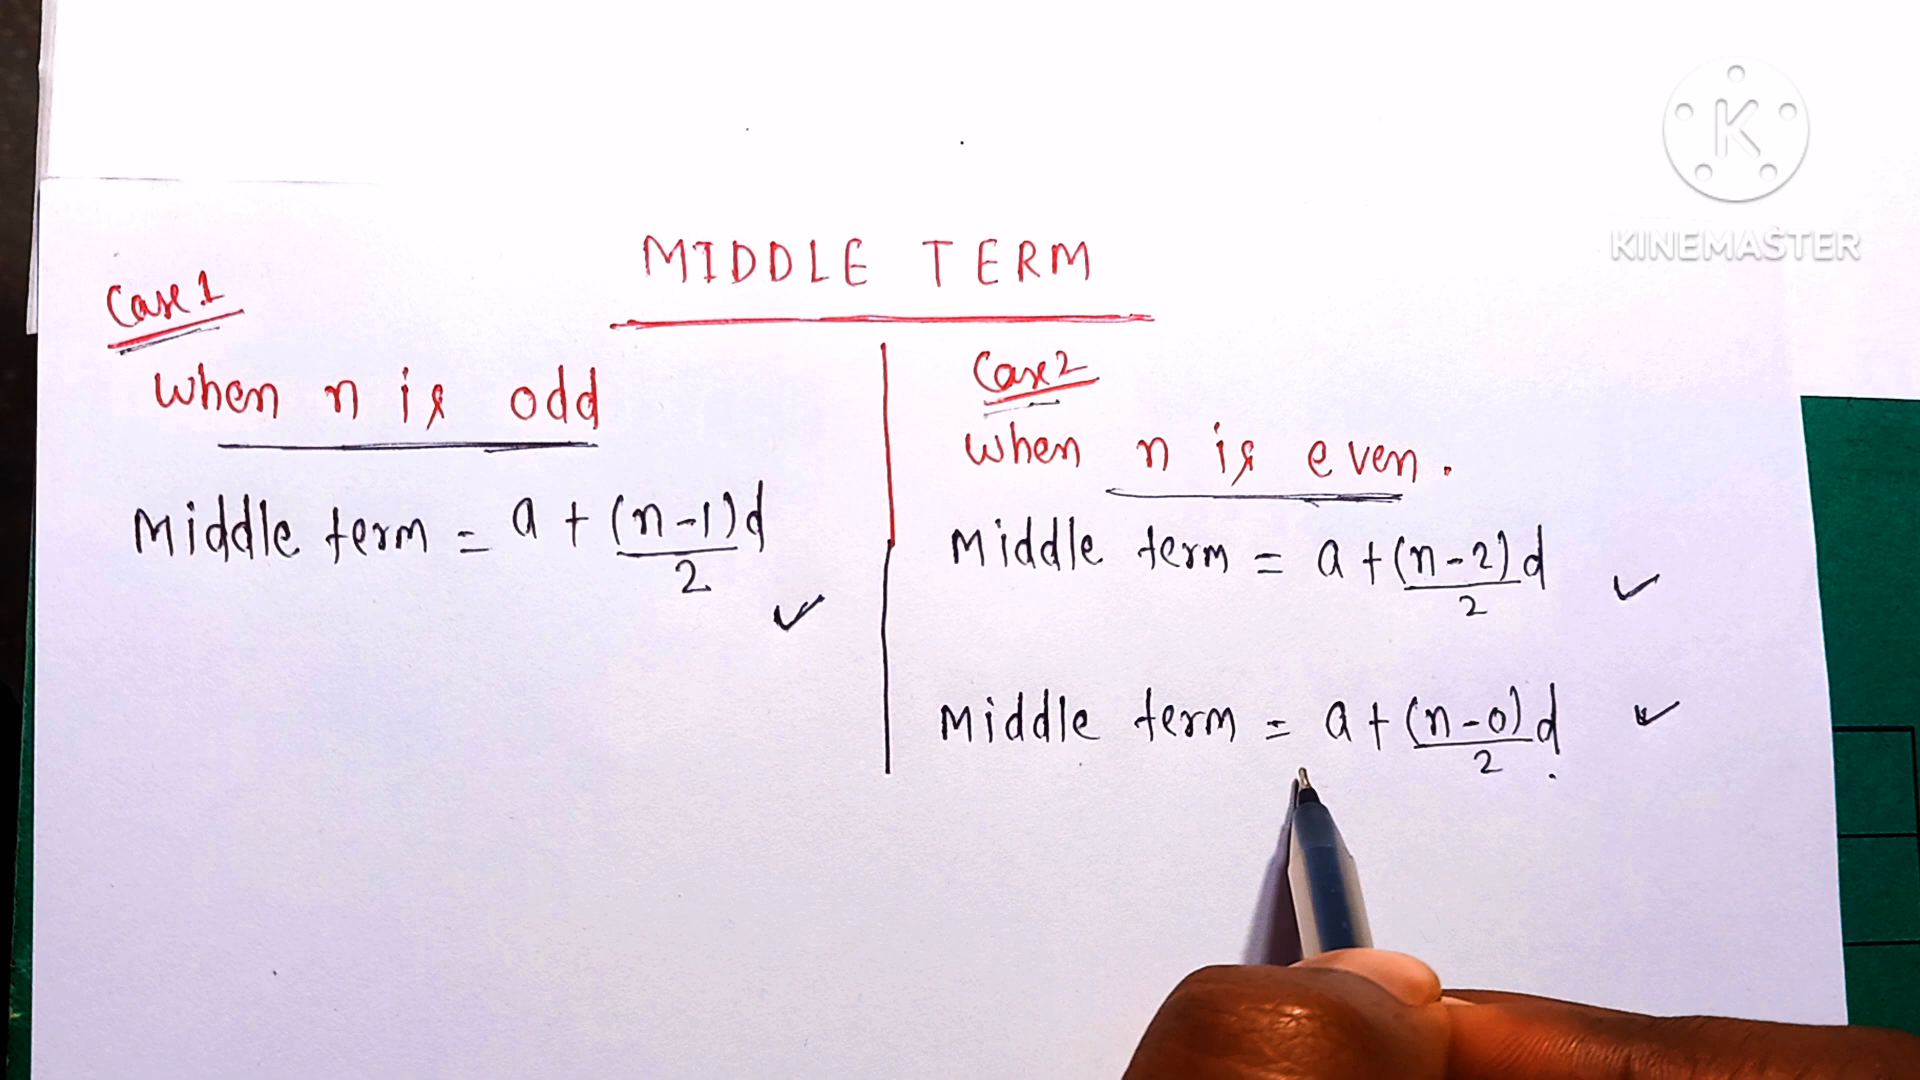 K
KINEMASTER
MIDDLE TERM
Case 1
when n is odd
Middle term = a + (n-1)d
2
Case 2
when n is even.
Middle term = a + (n-2)d
2
Middle term = a + (n-0)d
2